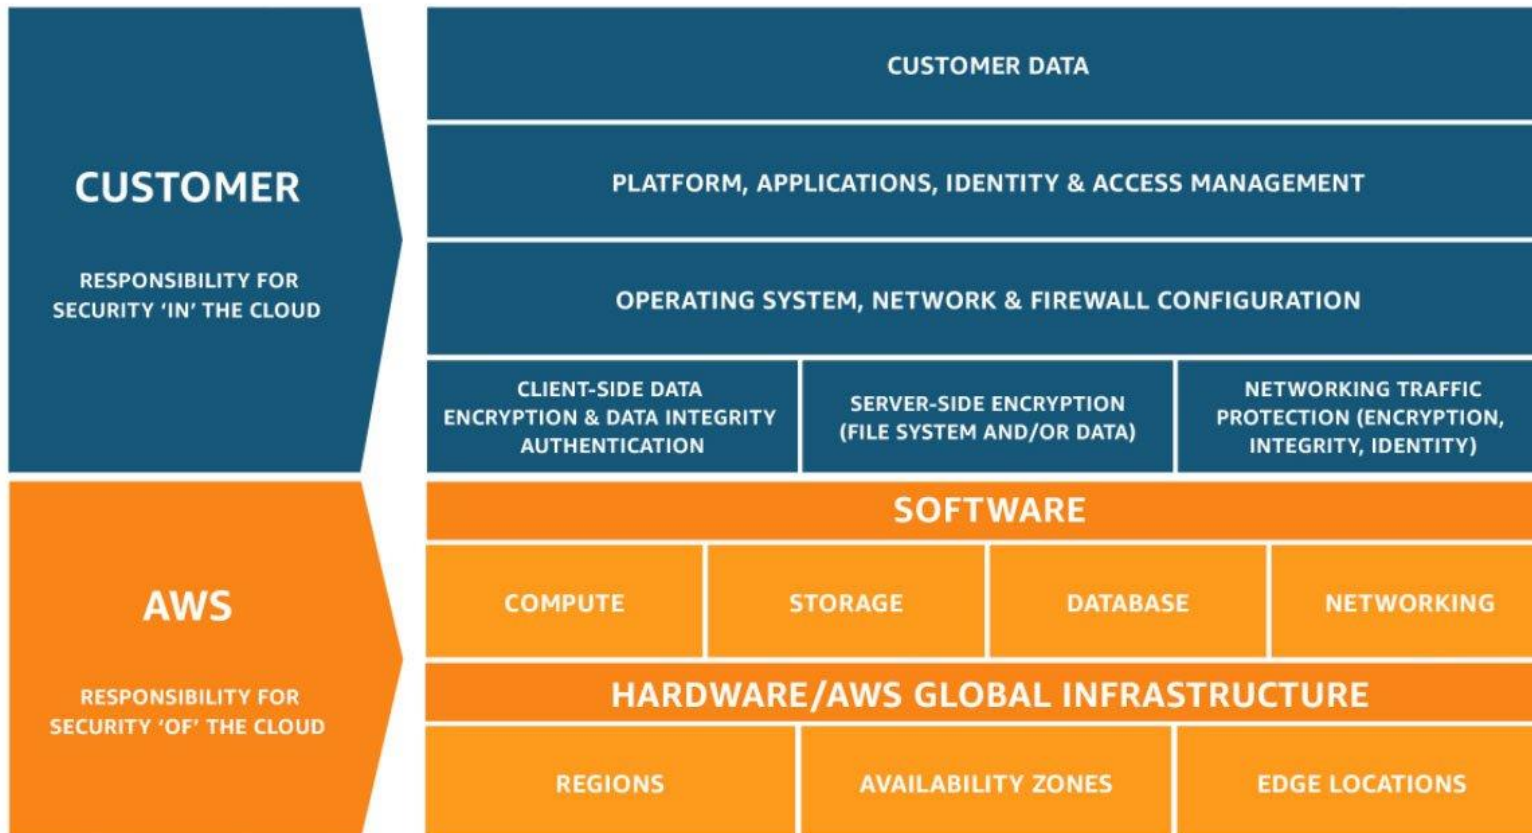 CUSTOMER
RESPONSIBILITY FOR
SECURITY ‘IN’ THE CLOUD
CUSTOMER DATA
PLATFORM, APPLICATIONS, IDENTITY & ACCESS MANAGEMENT
OPERATING SYSTEM, NETWORK & FIREWALL CONFIGURATION
CLIENT-SIDE DATA
ENCRYPTION & DATA INTEGRITY
AUTHENTICATION
SERVER-SIDE ENCRYPTION
(FILE SYSTEM AND/OR DATA)
NETWORKING TRAFFIC
PROTECTION (ENCRYPTION,
INTEGRITY, IDENTITY)
AWS
RESPONSIBILITY FOR
SECURITY ‘OF’ THE CLOUD
SOFTWARE
COMPUTE
STORAGE
DATABASE
NETWORKING
HARDWARE/AWS GLOBAL INFRASTRUCTURE
REGIONS
AVAILABILITY ZONES
EDGE LOCATIONS